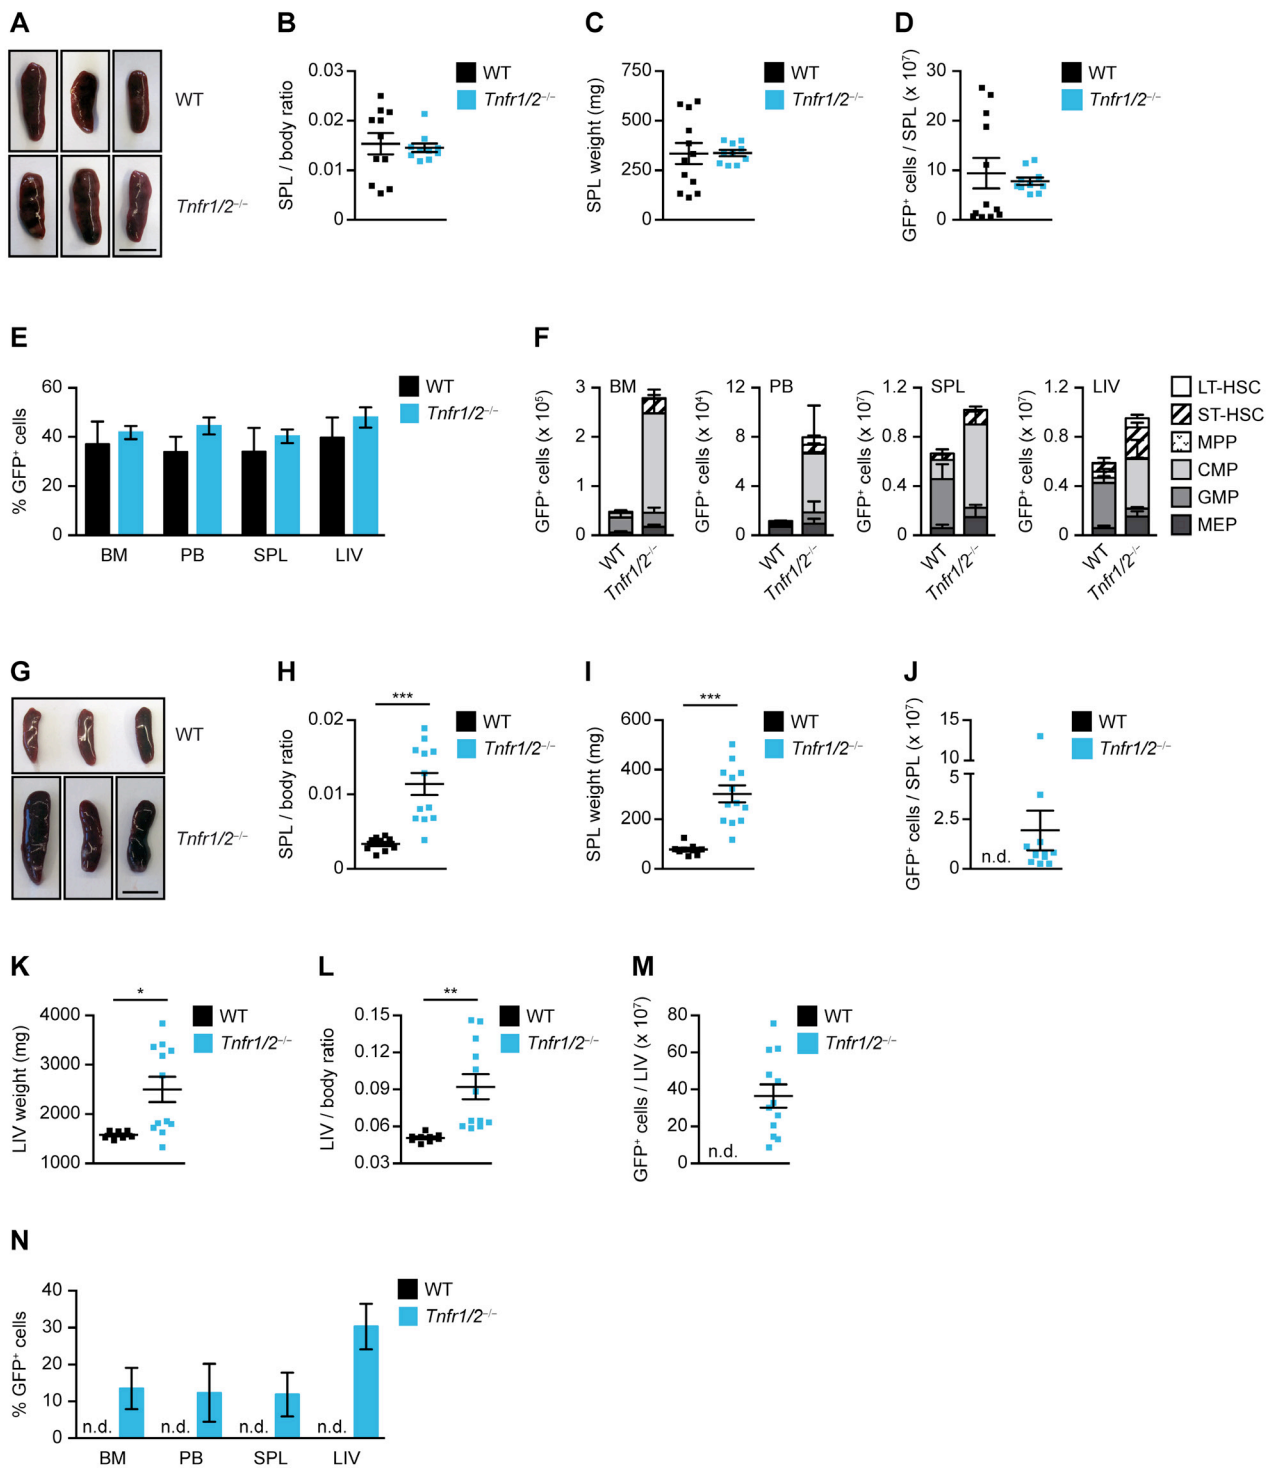 A
WT
Tnfr1/2–/–
B
SPL / body ratio
0.03
0.02
0.01
0
WT
Tnfr1/2–/–
C
SPL weight (mg)
750
500
250
0
WT
Tnfr1/2–/–
D
GFP+ cells / SPL (x 10⁷)
30
20
10
0
WT
Tnfr1/2–/–
E
% GFP+ cells
60
40
20
0
BM
PB
SPL
LIV
WT
Tnfr1/2–/–
F
GFP+ cells (x 10⁵)
3
2
1
0
BM
WT
Tnfr1/2–/–
GFP+ cells (x 10⁴)
12
8
4
0
PB
WT
Tnfr1/2–/–
GFP+ cells (x 10⁷)
1.2
0.8
0.4
0
SPL
WT
Tnfr1/2–/–
GFP+ cells (x 10⁷)
1.2
0.8
0.4
0
LIV
WT
Tnfr1/2–/–
LT-HSC
ST-HSC
MPP
CMP
GMP
MEP
G
WT
Tnfr1/2–/–
H
SPL / body ratio
0.02
0.01
0
***
WT
Tnfr1/2–/–
I
SPL weight (mg)
600
400
200
0
***
WT
Tnfr1/2–/–
J
GFP+ cells / SPL (x 10⁷)
15
10
5
2.5
0
n.d.
WT
Tnfr1/2–/–
K
LIV weight (mg)
4000
3000
2000
1000
*
WT
Tnfr1/2–/–
L
LIV / body ratio
0.15
0.12
0.09
0.06
0.03
**
WT
Tnfr1/2–/–
M
GFP+ cells / LIV (x 10⁷)
80
60
40
20
0
n.d.
WT
Tnfr1/2–/–
N
% GFP+ cells
40
30
20
10
0
n.d.
n.d.
n.d.
n.d.
BM
PB
SPL
LIV
WT
Tnfr1/2–/–